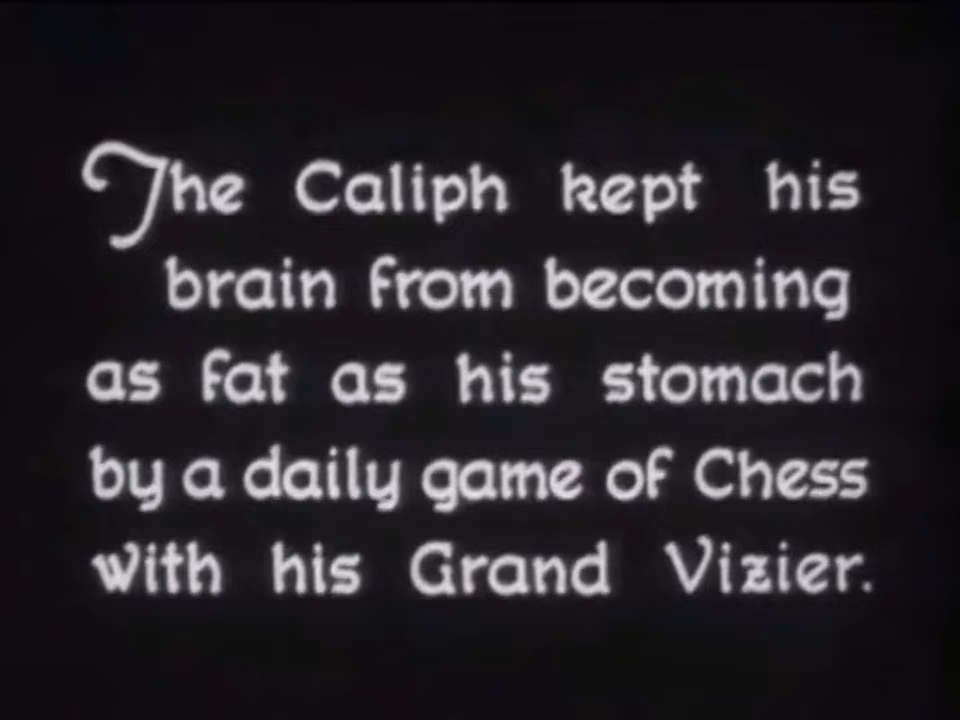 The Caliph kept his
brain from becoming
as fat as his stomach
by a daily game of Chess
with his Grand Vizier.